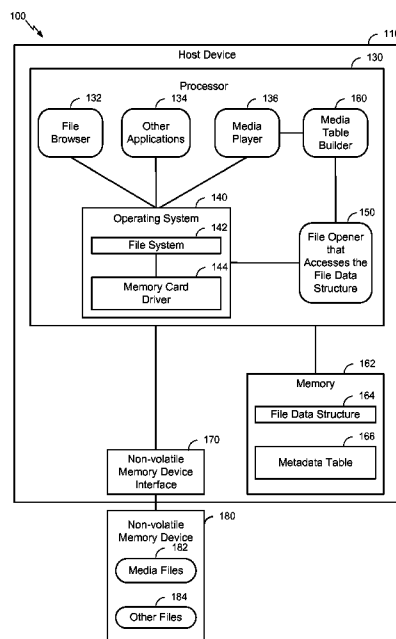 100
110
Host Device
130
Processor
132
134
136
160
File
Browser
Other
Applications
Media
Player
Media
Table
Builder
140
Operating System
142
File System
144
Memory Card
Driver
150
File Opener
that
Accesses the
File Data
Structure
162
Memory
164
File Data Structure
166
Metadata Table
170
Non-volatile
Memory Device
Interface
180
Non-volatile
Memory Device
182
Media Files
184
Other Files